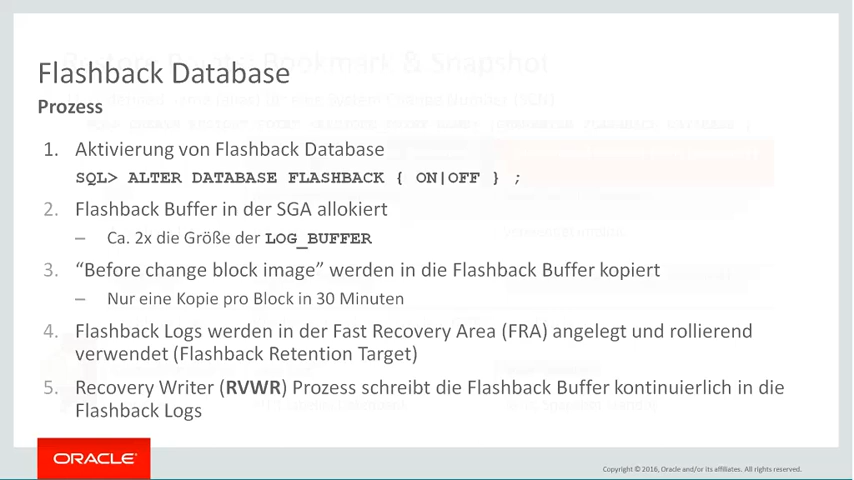 Flashback Database
Prozess
1. Aktivierung von Flashback Database
SQL> ALTER DATABASE FLASHBACK { ON|OFF } ;
2. Flashback Buffer in der SGA allokiert
– Ca. 2x die Größe der LOG_BUFFER
3. “Before change block image” werden in die Flashback Buffer kopiert
– Nur eine Kopie pro Block in 30 Minuten
4. Flashback Logs werden in der Fast Recovery Area (FRA) angelegt und rollierend
verwendet (Flashback Retention Target)
5. Recovery Writer (RVWR) Prozess schreibt die Flashback Buffer kontinuierlich in die
Flashback Logs
ORACLE
Copyright © 2016, Oracle and/or its affiliates. All rights reserved.